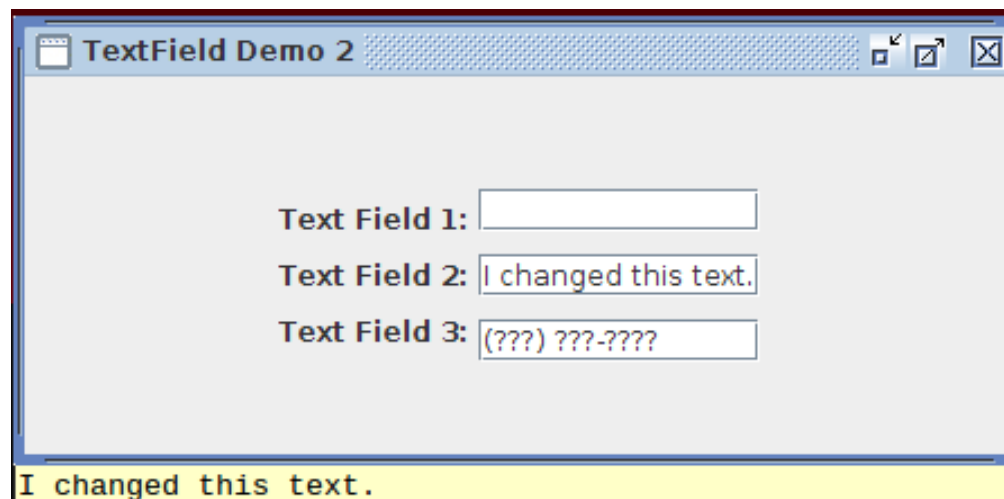 TextField Demo 2
Text Field 1:
Text Field 2: I changed this text.
Text Field 3: (???) ???-????
I changed this text.